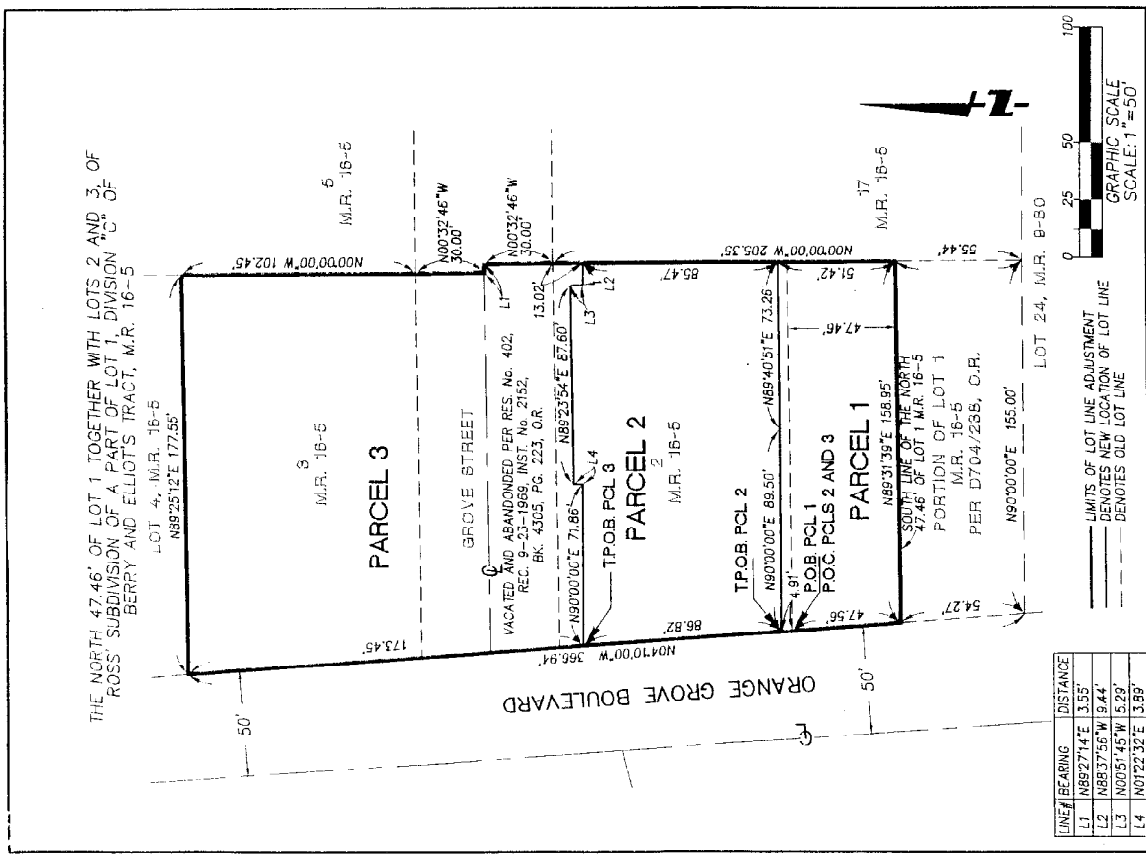 THE NORTH 47.46' OF LOT 1 TOGETHER WITH LOTS 2 AND 3, OF
ROSS' SUBDIVISION OF A PART OF LOT 1, DIVISION "C" OF
BERRY AND ELLIOT'S TRACT, M.R. 16-5
LOT 4, M.R. 16-5
N89°25'12"E 177.55'
50'
3
M.R. 16-5
PARCEL 3
173.45'
N00°00'00"W 102.45'
5
M.R. 16-5
GROVE STREET
N00°32'46"W
30.00'
N00°32'46"W
30.00'
L1
VACATED AND ABANDONDED PER RES. No. 402,
REC. 9-23-1969, INST. No. 2152,
BK. 4305, PG. 223, O.R.
13.02'
L2
L3
N89°23'54"E 87.60'
L4
N90°00'00"E 71.86'
T.P.O.B. PCL 3
N04°10'00"W 366.94'
ORANGE GROVE BOULEVARD
PARCEL 2
2
M.R. 16-5
86.82'
85.47'
N00°00'00"W 205.35'
17
M.R. 16-5
T.P.O.B. PCL 2
N90°00'00"E 89.50'
N89°40'51"E 73.26
4.91'
P.O.B. PCL 1
P.O.C. PCLS 2 AND 3
PARCEL 1
47.46'
51.42'
47.56'
50'
N89°31'39"E 158.95'
SOUTH LINE OF THE NORTH
47.46' OF LOT 1 M.R. 16-5
PORTION OF LOT 1
M.R. 16-5
PER D704/238, O.R.
54.27'
55.44'
N90°00'00"E 155.00'
LOT 24, M.R. 9-80
LINE# BEARING DISTANCE
L1 N89°27'14"E 3.55'
L2 N88°37'56"W 9.44'
L3 N00°51'45"W 5.29'
L4 N01°22'32"E 3.89'
LIMITS OF LOT LINE ADJUSTMENT
DENOTES NEW LOCATION OF LOT LINE
DENOTES OLD LOT LINE
0 25 50 100
GRAPHIC SCALE
SCALE: 1"=50'
N